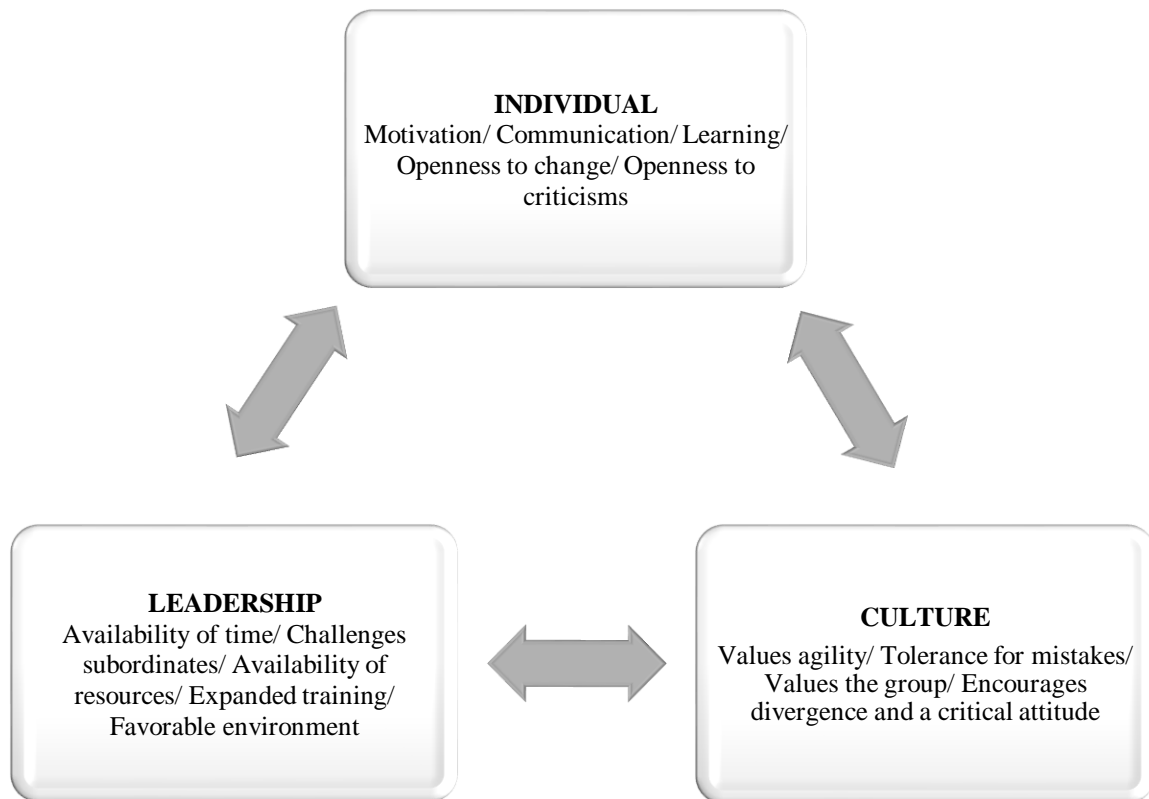 INDIVIDUAL
Motivation/ Communication/ Learning/
Openness to change/ Openness to
criticisms
LEADERSHIP
Availability of time/ Challenges
subordinates/ Availability of
resources/ Expanded training/
Favorable environment
CULTURE
Values agility/ Tolerance for mistakes/
Values the group/ Encourages
divergence and a critical attitude